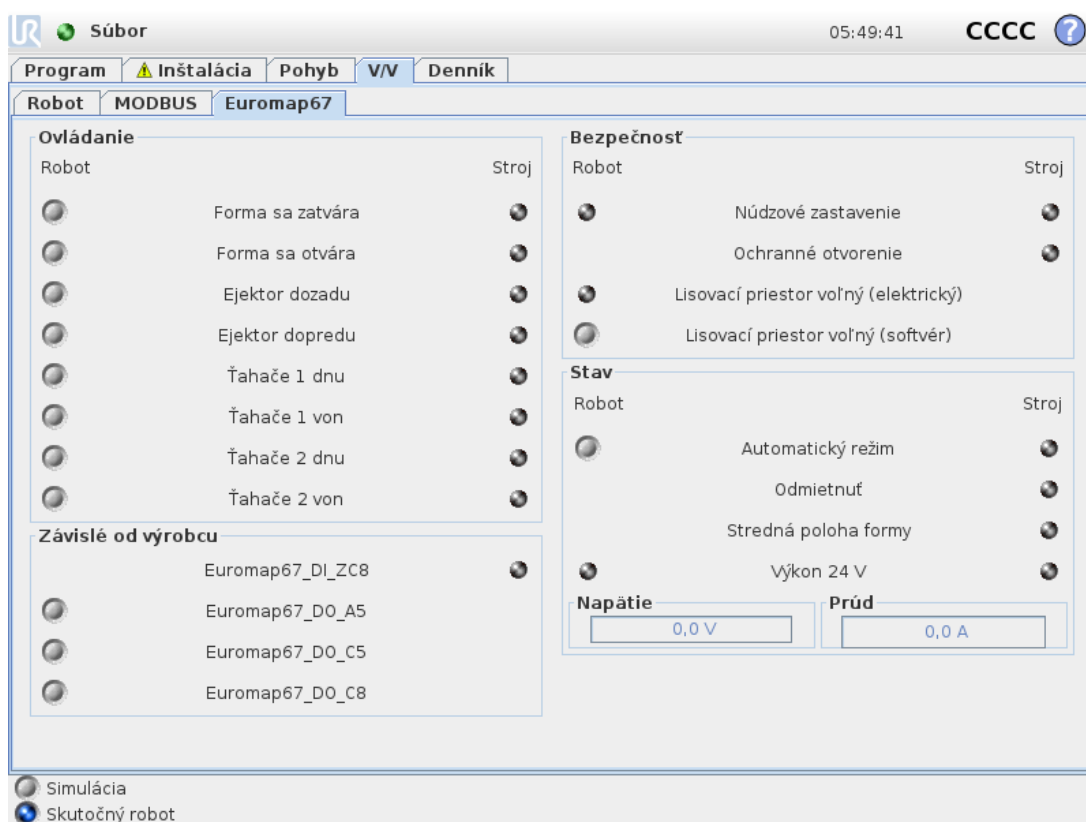 UR Súbor 05:49:41 CCCC ?
Program Inštalácia Pohyb V/V Denník
Robot MODBUS Euromap67
Ovládanie
Robot Stroj
Forma sa zatvára
Forma sa otvára
Ejektor dozadu
Ejektor dopredu
Ťahače 1 dnu
Ťahače 1 von
Ťahače 2 dnu
Ťahače 2 von
Závislé od výrobcu
Euromap67_DI_ZC8
Euromap67_DO_A5
Euromap67_DO_C5
Euromap67_DO_C8
Bezpečnosť
Robot Stroj
Núdzové zastavenie
Ochranné otvorenie
Lisovací priestor voľný (elektrický)
Lisovací priestor voľný (softvér)
Stav
Robot Stroj
Automatický režim
Odmietnuť
Stredná poloha formy
Výkon 24 V
Napätie Prúd
0,0 V 0,0 A
Simulácia
Skutočný robot